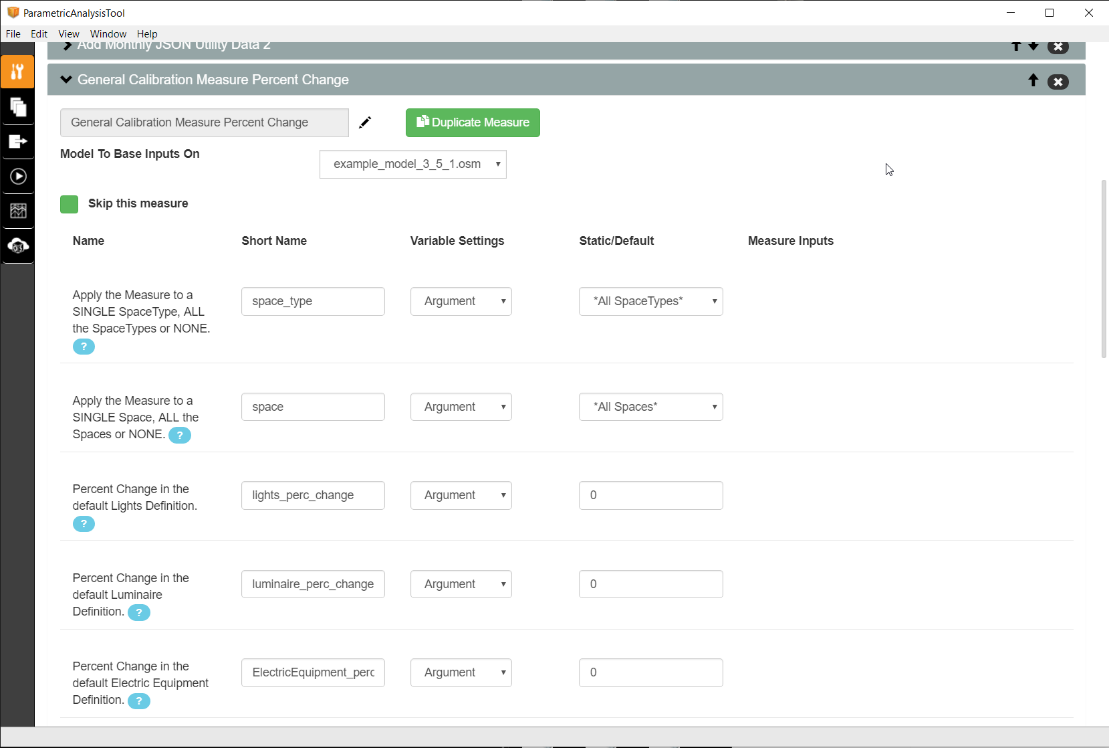 ParametricAnalysisTool
File Edit View Window Help
Add Monthly JSON Utility Data 2
General Calibration Measure Percent Change
General Calibration Measure Percent Change
Duplicate Measure
Model To Base Inputs On
example_model_3_5_1.osm
Skip this measure
Name Short Name Variable Settings Static/Default Measure Inputs
Apply the Measure to a
SINGLE SpaceType, ALL
the SpaceTypes or NONE.
?
space_type
Argument
*All SpaceTypes*
Apply the Measure to a
SINGLE Space, ALL the
Spaces or NONE. ?
space
Argument
*All Spaces*
Percent Change in the
default Lights Definition.
?
lights_perc_change
Argument
0
Percent Change in the
default Luminaire
Definition. ?
luminaire_perc_change
Argument
0
Percent Change in the
default Electric Equipment
Definition. ?
ElectricEquipment_perc
Argument
0